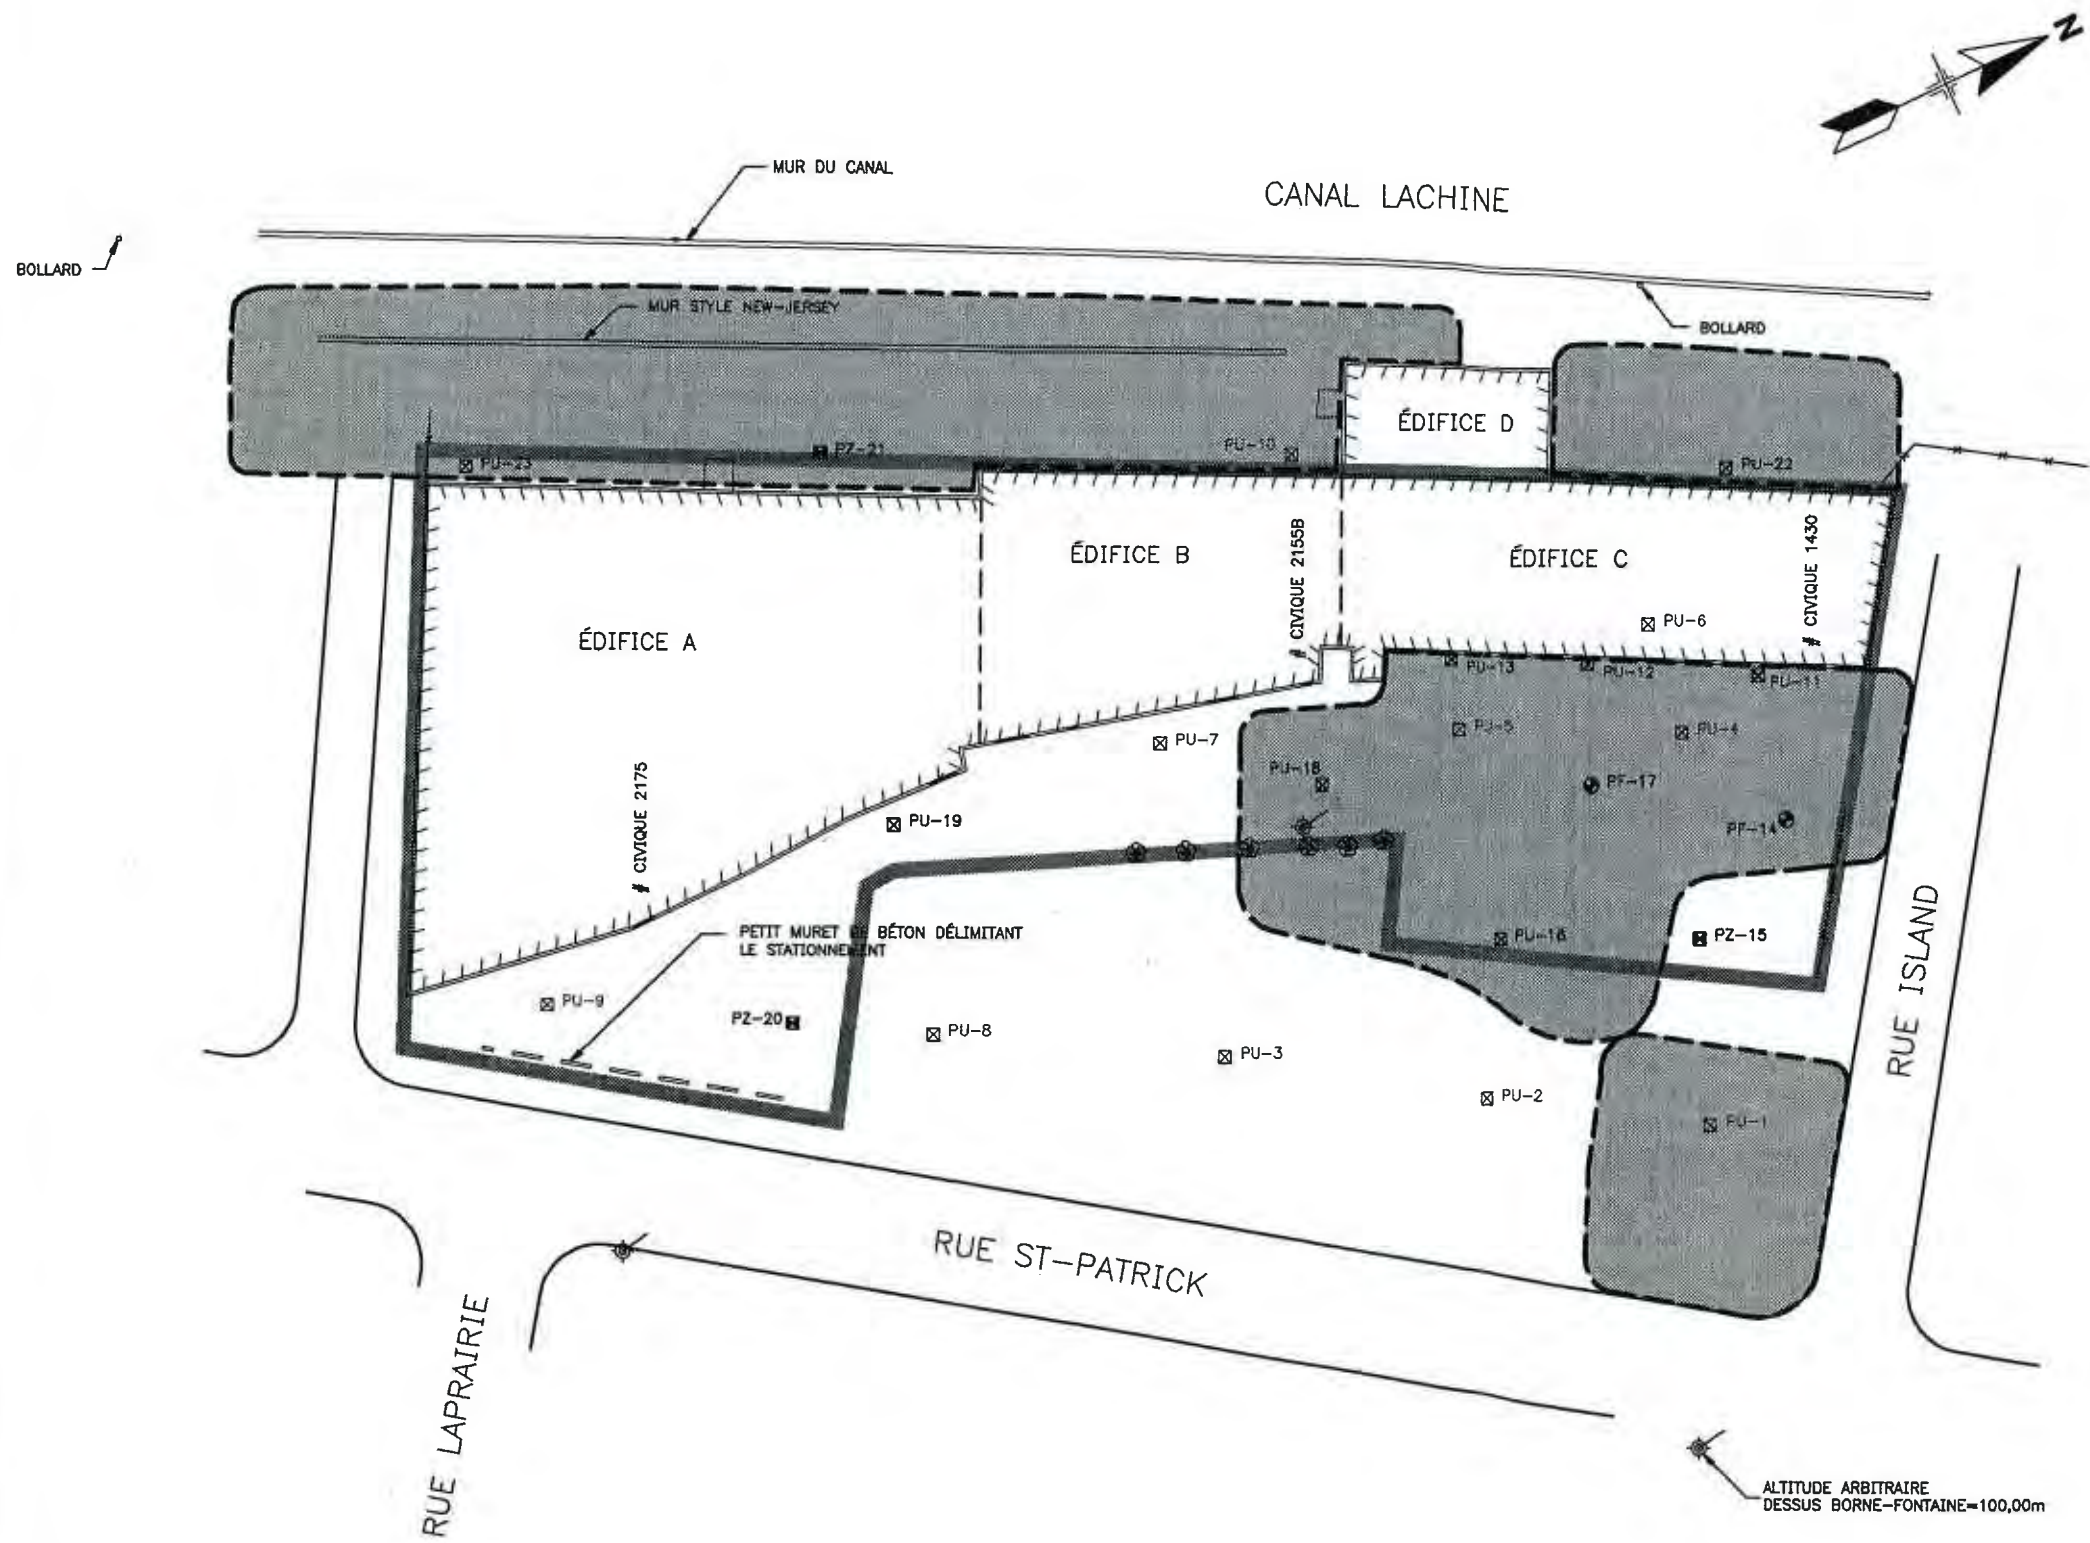 N
MUR DU CANAL
CANAL LACHINE
BOLLARD
MUR STYLE NEW-JERSEY
BOLLARD
ÉDIFICE D
PU-23
PZ-21
PU-10
PU-22
ÉDIFICE A
ÉDIFICE B
# CIVIQUE 2155B
ÉDIFICE C
# CIVIQUE 1430
PU-6
PU-13
PU-12
PU-11
PU-7
PU-5
PU-4
PU-18
PF-17
PF-14
# CIVIQUE 2175
PU-19
PETIT MURET DE BÉTON DÉLIMITANT
LE STATIONNEMENT
PU-16
PZ-15
PU-9
PZ-20
PU-8
PU-3
PU-2
PU-1
RUE ISLAND
RUE ST-PATRICK
RUE LAPRAIRIE
ALTITUDE ARBITRAIRE
DESSUS BORNE-FONTAINE=100,00m